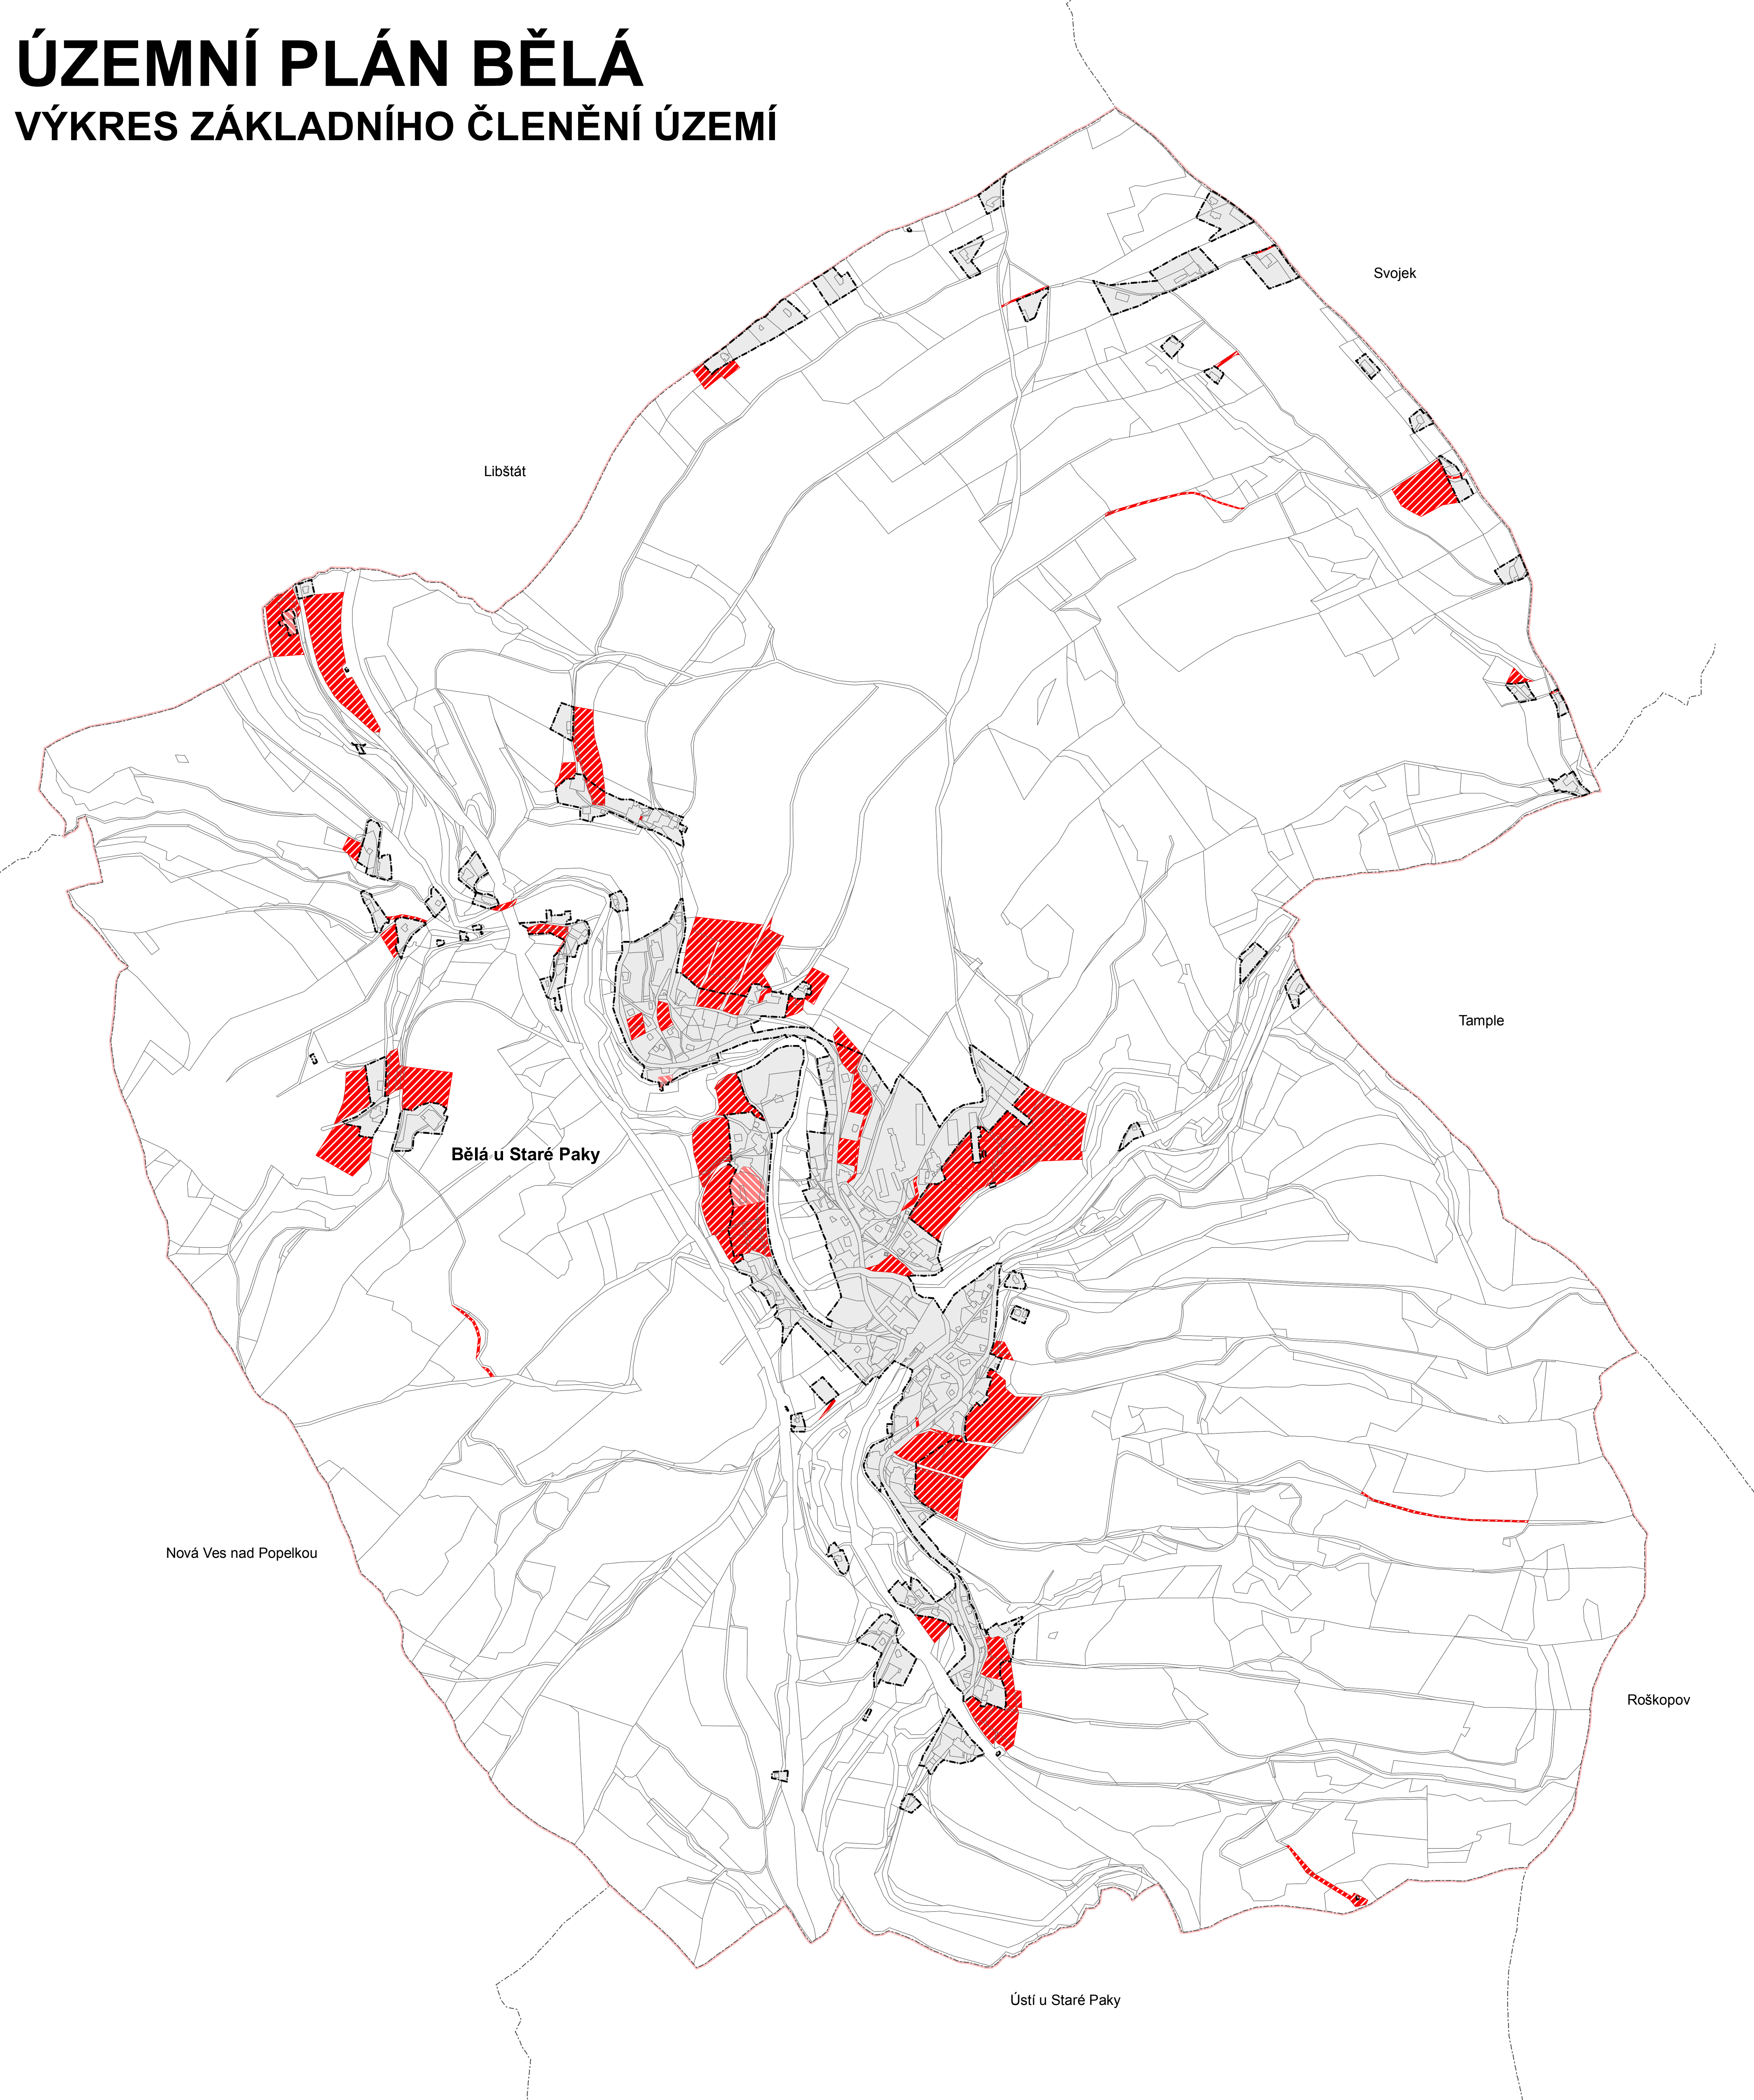 ÚZEMNÍ PLÁN BĚLÁ
VÝKRES ZÁKLADNÍHO ČLENĚNÍ ÚZEMÍ
Svojek
Libštát
Tample
Bělá u Staré Paky
Nová Ves nad Popelkou
Roškopov
Ústí u Staré Paky